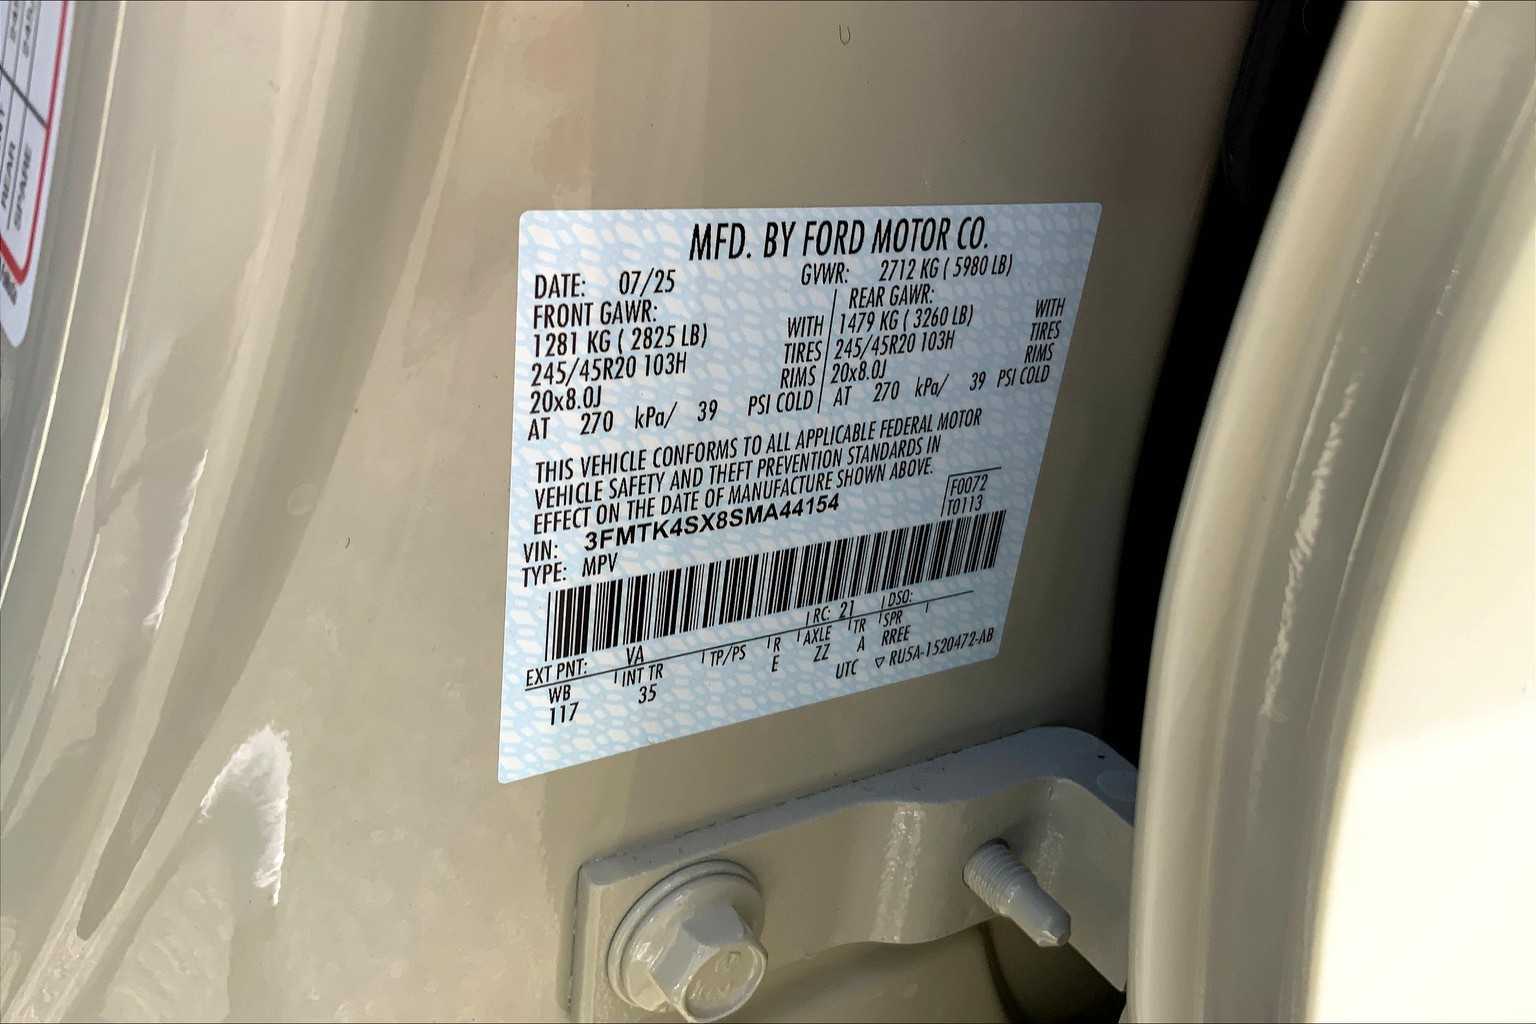 MFD. BY FORD MOTOR CO.
DATE: 07/25 GVWR: 2712 KG ( 5980 LB)
FRONT GAWR: REAR GAWR:
1281 KG ( 2825 LB) WITH 1479 KG ( 3260 LB) WITH
245/45R20 103H TIRES 245/45R20 103H TIRES
20x8.0J RIMS 20x8.0J RIMS
AT 270 kPa/ 39 PSI COLD AT 270 kPa/ 39 PSI COLD
THIS VEHICLE CONFORMS TO ALL APPLICABLE FEDERAL MOTOR
VEHICLE SAFETY AND THEFT PREVENTION STANDARDS IN
EFFECT ON THE DATE OF MANUFACTURE SHOWN ABOVE.
F0072
T0113
VIN: 3FMTK4SX8SMA44154
TYPE: MPV
EXT PNT: VA RC: 21 DSO:
WB INT TR TP/PS R AXLE TR SPR
117 35 E ZZ A RREE
UTC ▽ RU5A-1520472-AB
REAR
SPARE